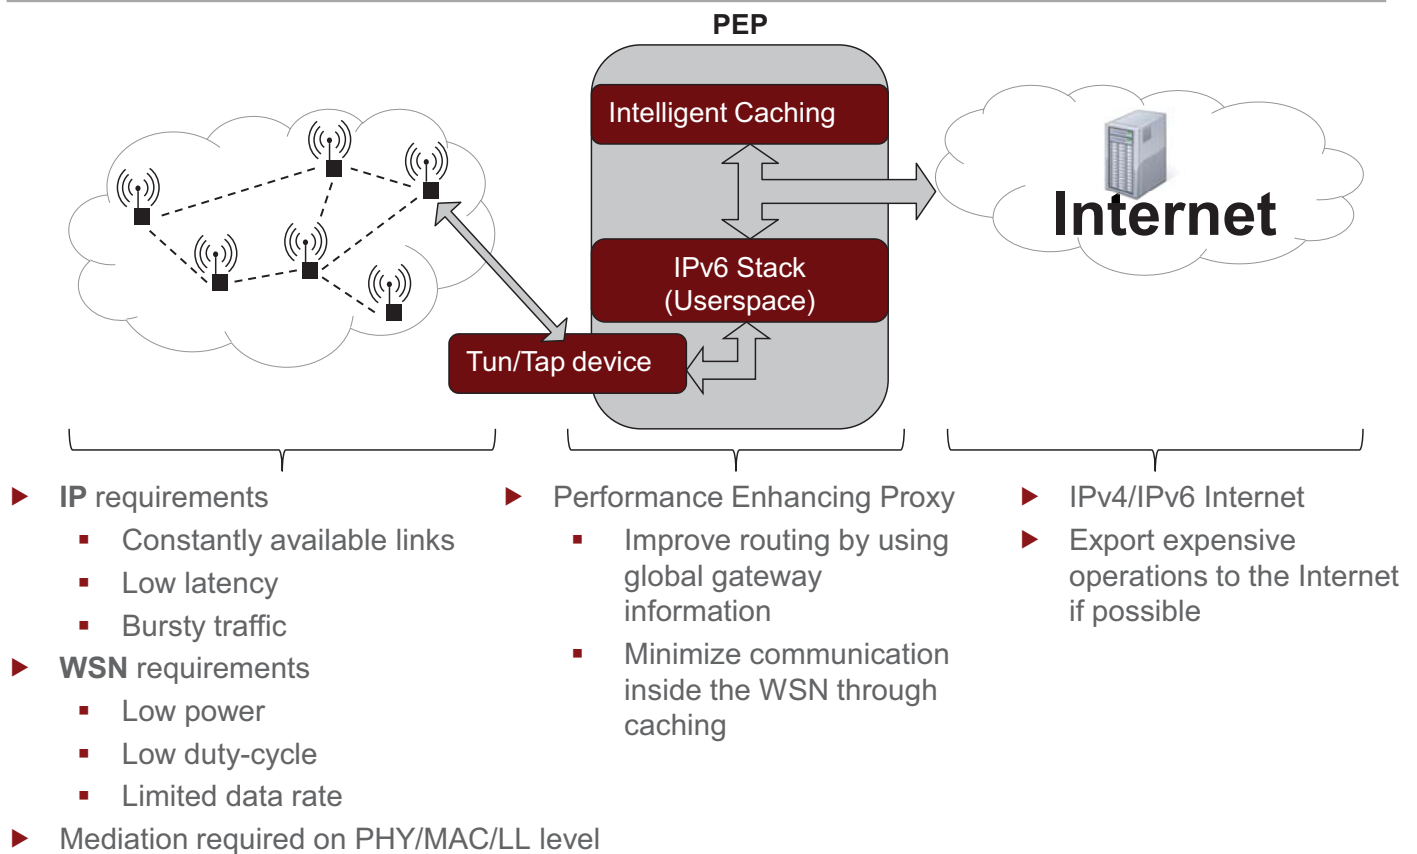 PEP
Intelligent Caching
IPv6 Stack
(Userspace)
Tun/Tap device
Internet
IP requirements
Constantly available links
Low latency
Bursty traffic
WSN requirements
Low power
Low duty-cycle
Limited data rate
Mediation required on PHY/MAC/LL level
Performance Enhancing Proxy
Improve routing by using
global gateway
information
Minimize communication
inside the WSN through
caching
IPv4/IPv6 Internet
Export expensive
operations to the Internet
if possible